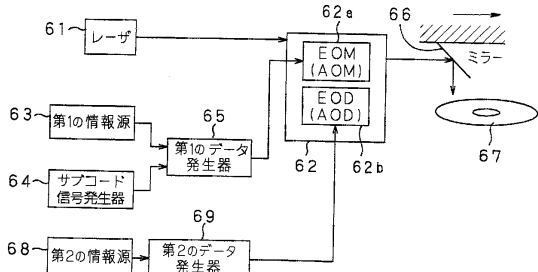 62a
66
61
レーザ
EOM
(AOM)
ミラー
EOD
(AOD)
63
第1の情報源
65
第1のデータ
発生器
62
62b
67
64
サブコード
信号発生器
69
68
第2の情報源
第2のデータ
発生器